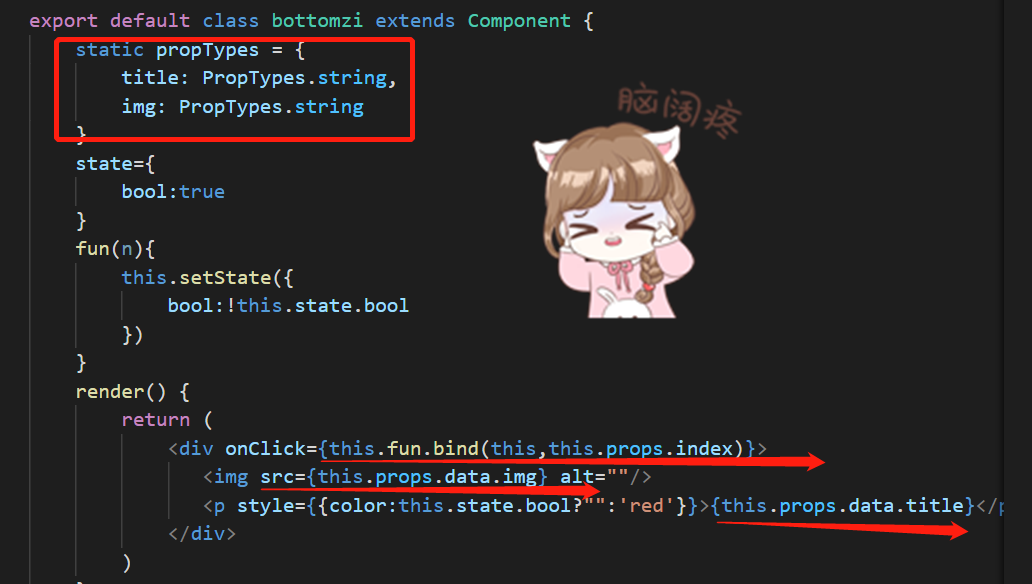 export default class bottomzi extends Component {
static propTypes = {
title: PropTypes.string,
img: PropTypes.string
}
脑阔疼
state={
bool:true
}
fun(n){
this.setState({
bool:!this.state.bool
})
}
render() {
return (
<div onClick={this.fun.bind(this,this.props.index)}>
<img src={this.props.data.img} alt=""/>
<p style={{color:this.state.bool?"":'red'}}>{this.props.data.title}</p
</div>
)